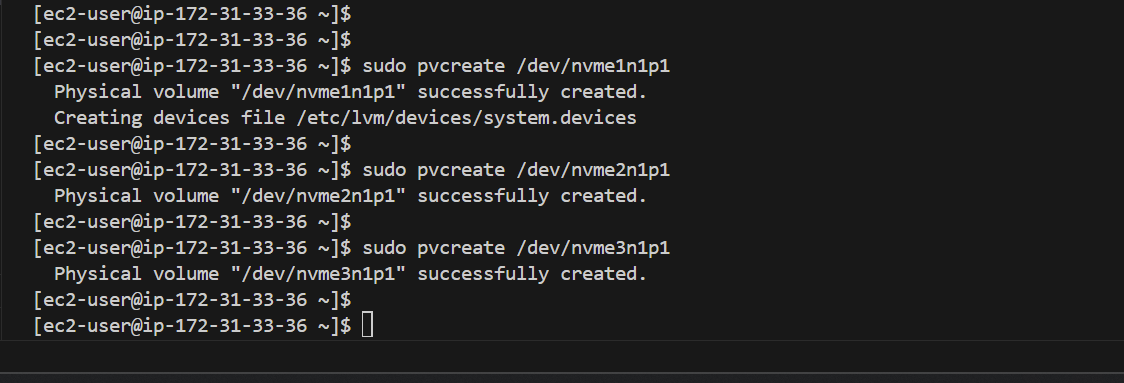 [ec2-user@ip-172-31-33-36 ~]$
[ec2-user@ip-172-31-33-36 ~]$
[ec2-user@ip-172-31-33-36 ~]$ sudo pvcreate /dev/nvme1n1p1
  Physical volume "/dev/nvme1n1p1" successfully created.
  Creating devices file /etc/lvm/devices/system.devices
[ec2-user@ip-172-31-33-36 ~]$
[ec2-user@ip-172-31-33-36 ~]$ sudo pvcreate /dev/nvme2n1p1
  Physical volume "/dev/nvme2n1p1" successfully created.
[ec2-user@ip-172-31-33-36 ~]$
[ec2-user@ip-172-31-33-36 ~]$ sudo pvcreate /dev/nvme3n1p1
  Physical volume "/dev/nvme3n1p1" successfully created.
[ec2-user@ip-172-31-33-36 ~]$
[ec2-user@ip-172-31-33-36 ~]$